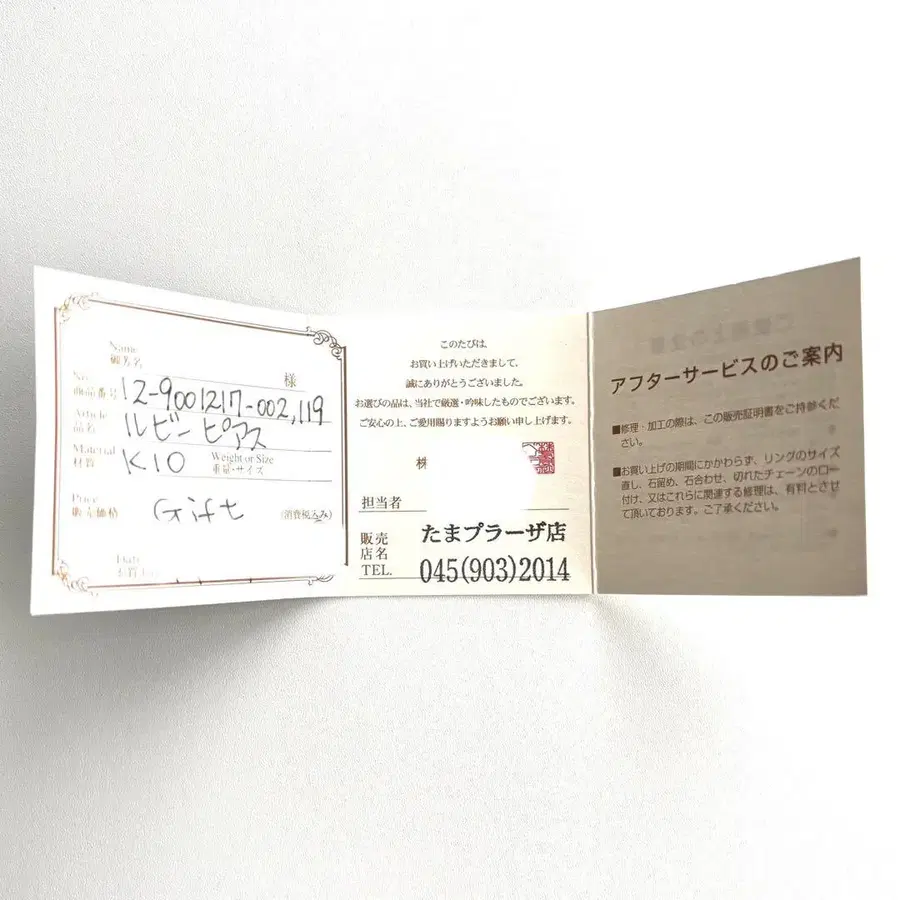 Name
御芳名
様
No.
商品番号 12-9001217-002,119
Article
品名 ルビー ピアス
Material
材質 K10 Weight or Size
重量・サイズ
Price
販売価格 Gift (消費税込み)
Date
このたびは、
お買い上げいただきまして、
誠にありがとうございました。
お選びの品は、当社で厳選・吟味したものでございます。
ご安心の上、ご愛用賜りますようお願い申し上げます。
担当者
販売
店名 たまプラーザ店
TEL. 045(903)2014
アフターサービスのご案内
■修理・加工の際は、この販売証明書をご持参くだ
さい。
■お買い上げの期間にかかわらず、リングのサイズ
直し、石留め、石合わせ、切れたチェーンのロー
付け、又はこれらに関連する修理は、有料とさせ
て頂いております。ご了承ください。